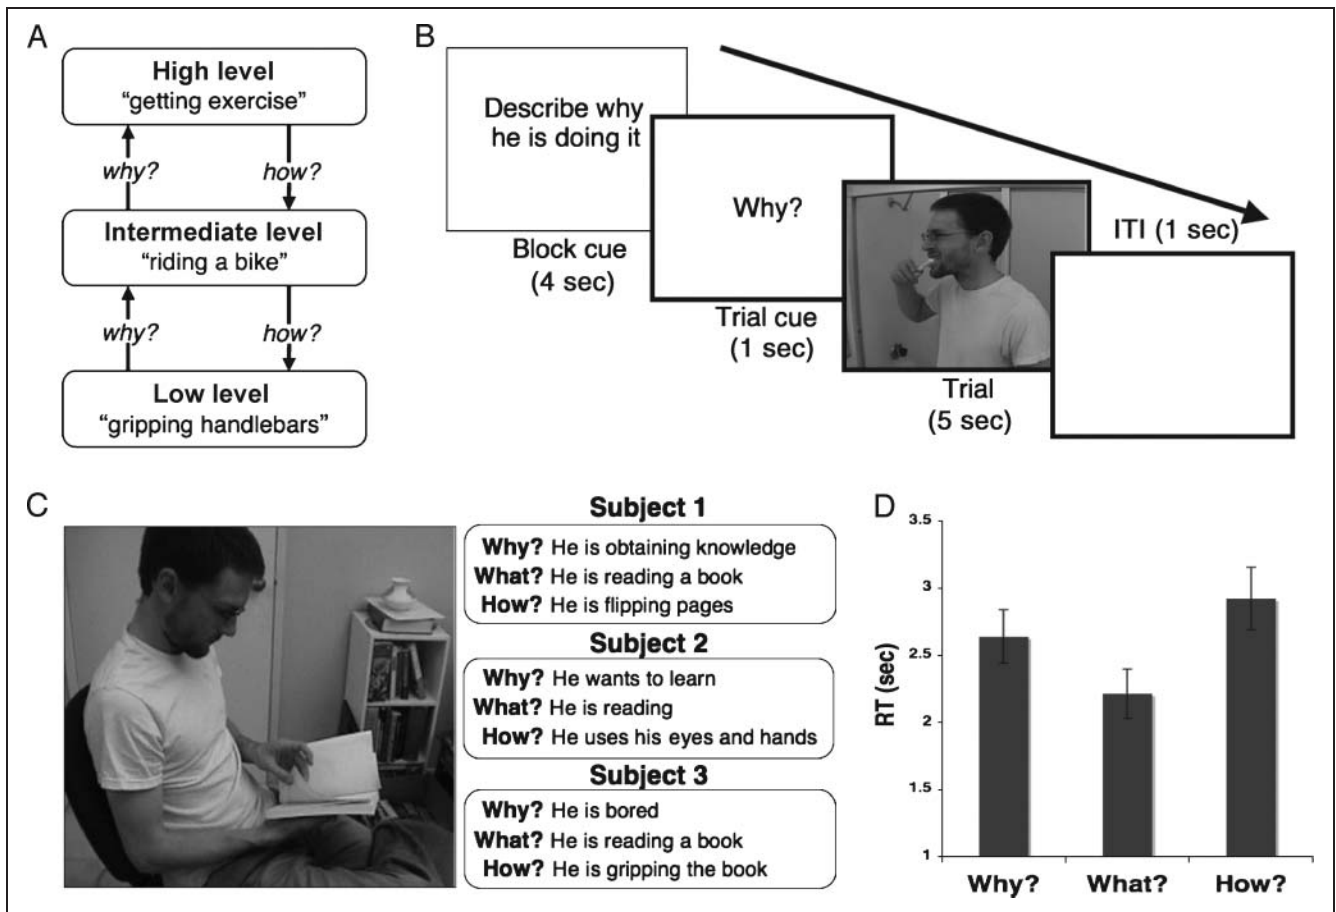 A
High level
“getting exercise”
why?
how?
Intermediate level
“riding a bike”
why?
how?
Low level
“gripping handlebars”
B
Describe why
he is doing it
Block cue
(4 sec)
Why?
Trial cue
(1 sec)
Trial
(5 sec)
ITI (1 sec)
C
Subject 1
Why? He is obtaining knowledge
What? He is reading a book
How? He is flipping pages
Subject 2
Why? He wants to learn
What? He is reading
How? He uses his eyes and hands
Subject 3
Why? He is bored
What? He is reading a book
How? He is gripping the book
D
RT (sec)
3.5
3
2.5
2
1.5
1
Why?
What?
How?